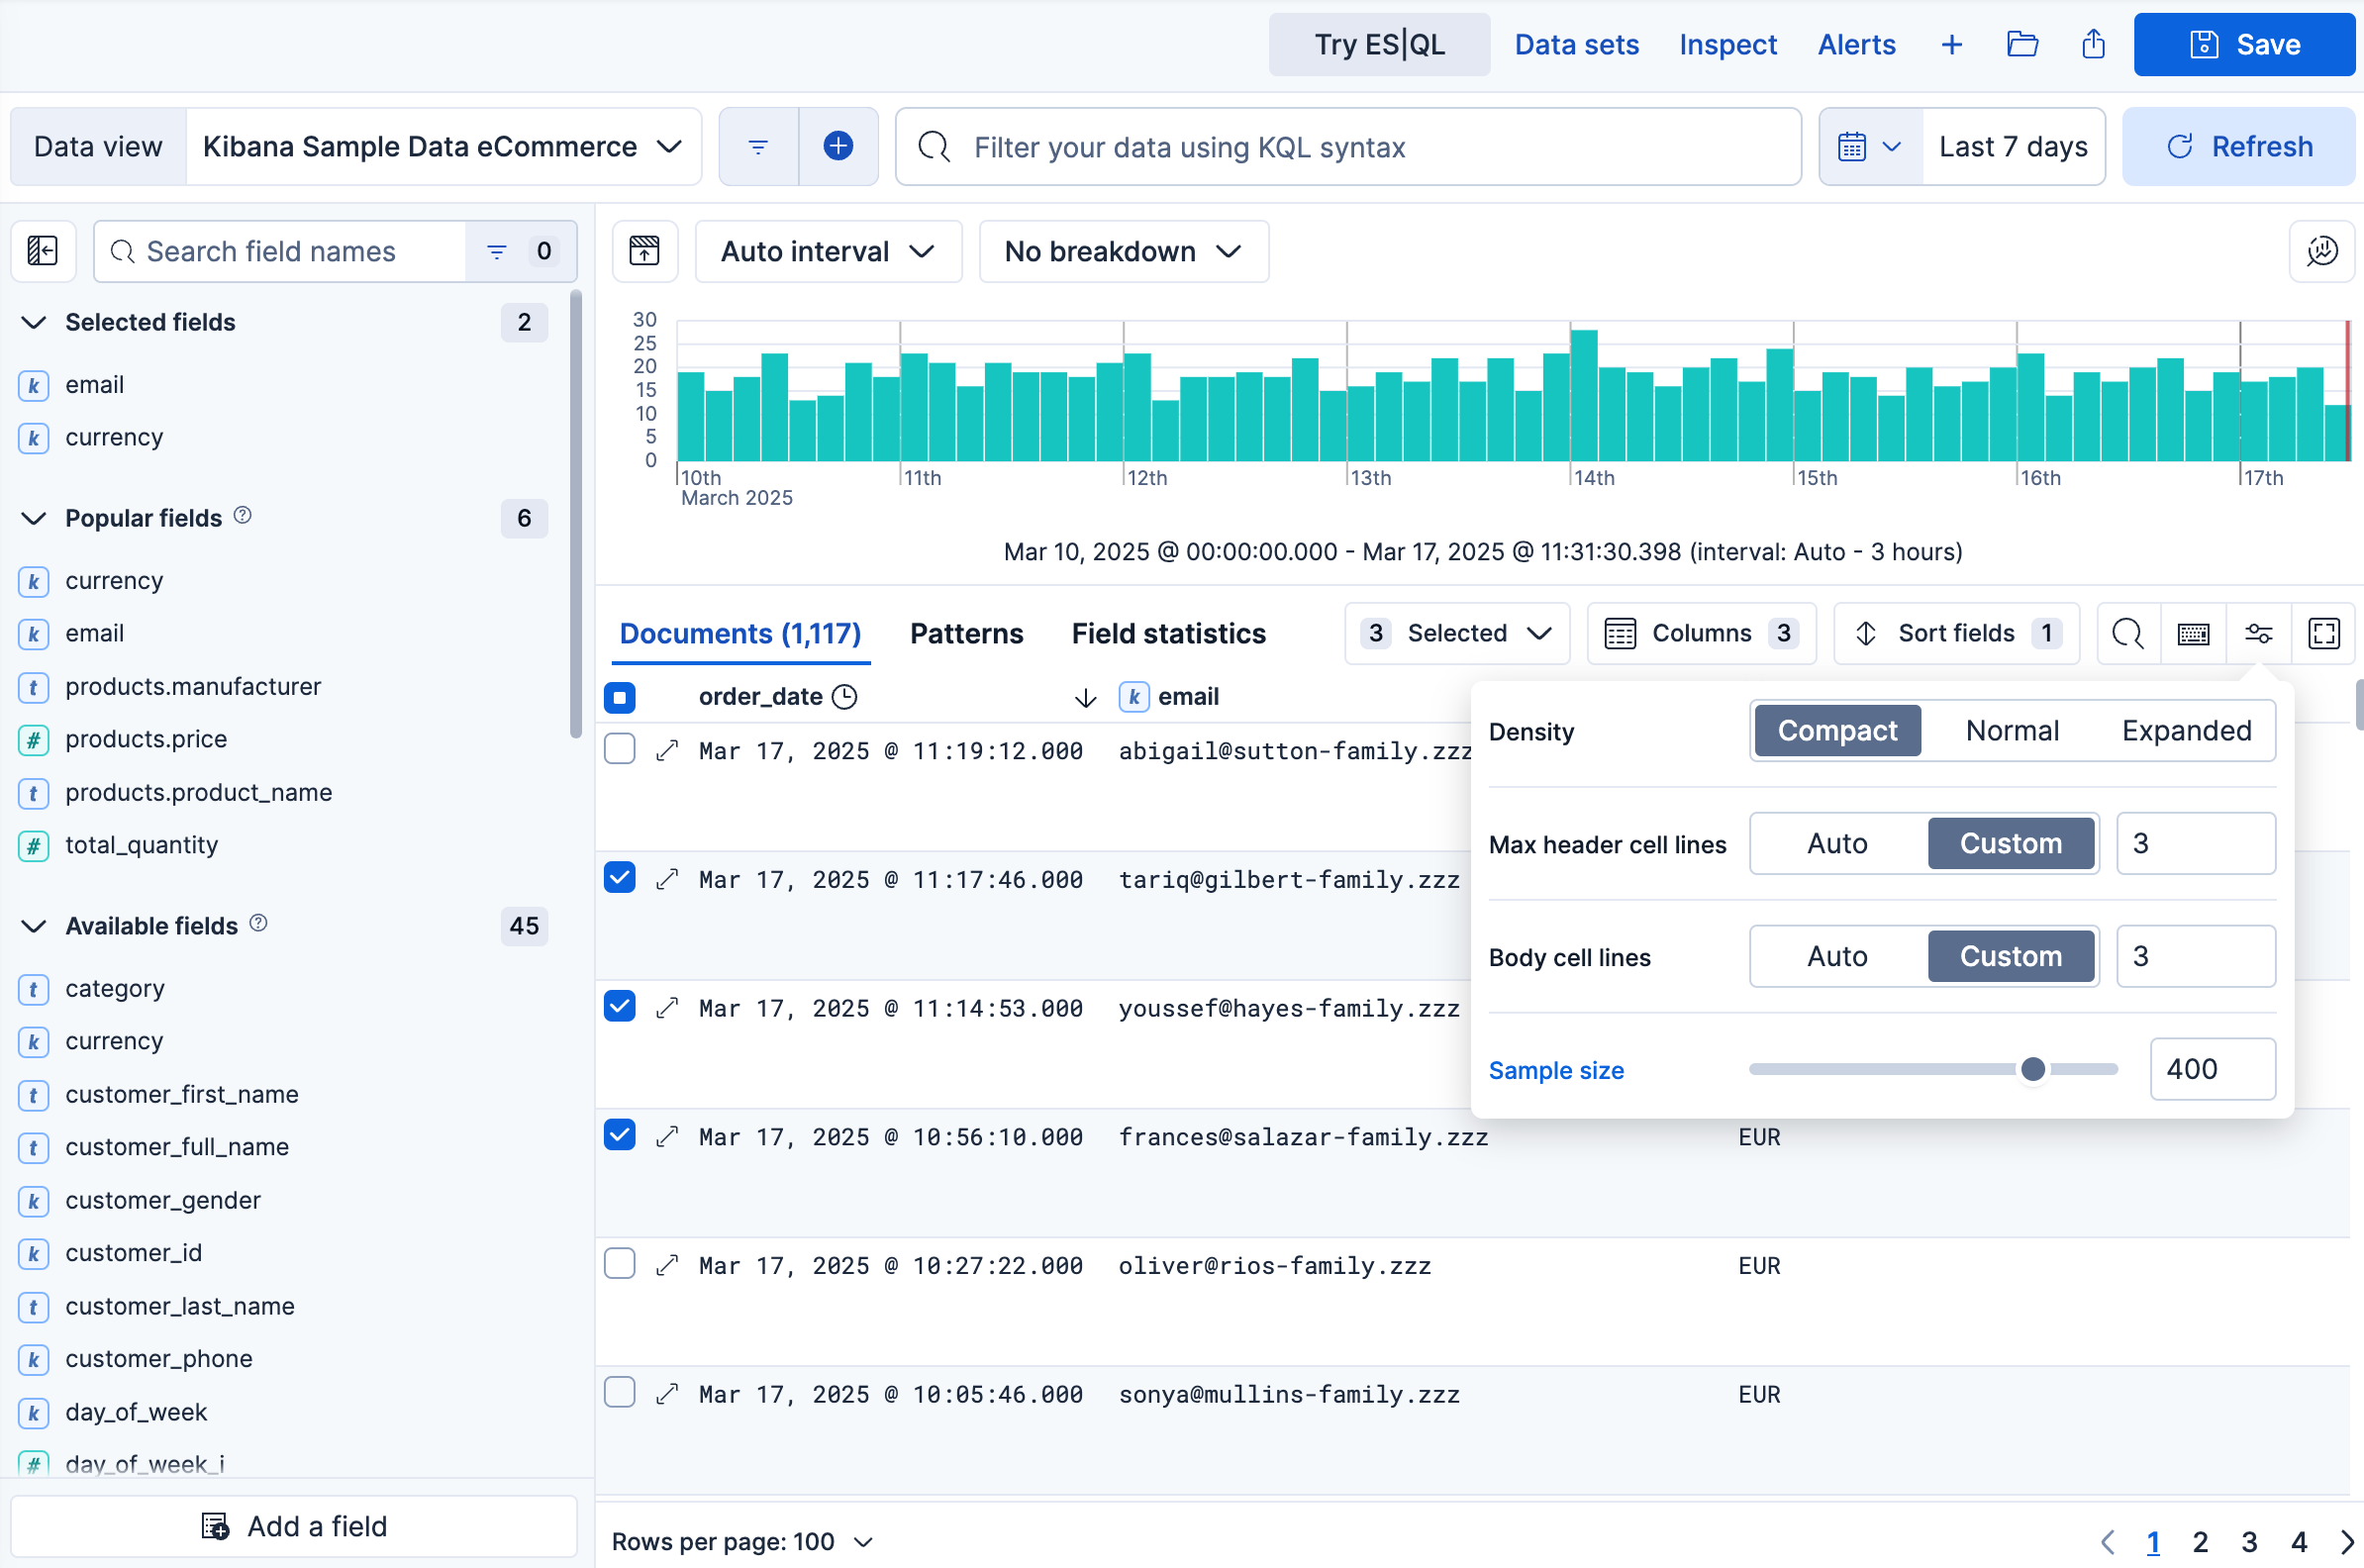 Try ES|QL Data sets Inspect Alerts Save
Data view Kibana Sample Data eCommerce Filter your data using KQL syntax Last 7 days Refresh
Search field names 0
Selected fields 2
k email
k currency
Popular fields 6
k currency
k email
t products.manufacturer
# products.price
t products.product_name
# total_quantity
Available fields 45
t category
k currency
t customer_first_name
t customer_full_name
k customer_gender
k customer_id
t customer_last_name
k customer_phone
k day_of_week
# day_of_week_i
Add a field
Auto interval No breakdown
30
25
20
15
10
5
0
10th 11th 12th 13th 14th 15th 16th 17th
March 2025
Mar 10, 2025 @ 00:00:00.000 - Mar 17, 2025 @ 11:31:30.398 (interval: Auto - 3 hours)
Documents (1,117) Patterns Field statistics 3 Selected Columns 3 Sort fields 1
order_date k email
Mar 17, 2025 @ 11:19:12.000 abigail@sutton-family.zzz
Mar 17, 2025 @ 11:17:46.000 tariq@gilbert-family.zzz
Mar 17, 2025 @ 11:14:53.000 youssef@hayes-family.zzz
Mar 17, 2025 @ 10:56:10.000 frances@salazar-family.zzz EUR
Mar 17, 2025 @ 10:27:22.000 oliver@rios-family.zzz EUR
Mar 17, 2025 @ 10:05:46.000 sonya@mullins-family.zzz EUR
Density Compact Normal Expanded
Max header cell lines Auto Custom 3
Body cell lines Auto Custom 3
Sample size 400
Rows per page: 100 1 2 3 4